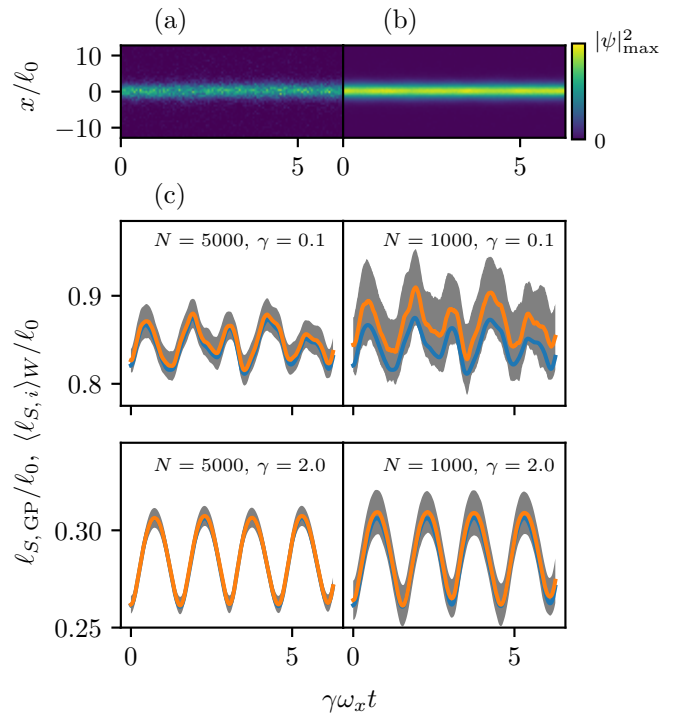 (a) (b)
x/ℓ₀
10
0
−10
0 5 0 5
|ψ|²max
0
(c)
ℓS,GP/ℓ₀, ⟨ℓS,i⟩W/ℓ₀
N = 5000, γ = 0.1 N = 1000, γ = 0.1
0.9
0.8
N = 5000, γ = 2.0 N = 1000, γ = 2.0
0.30
0.25
0 5 0 5
γωₓt